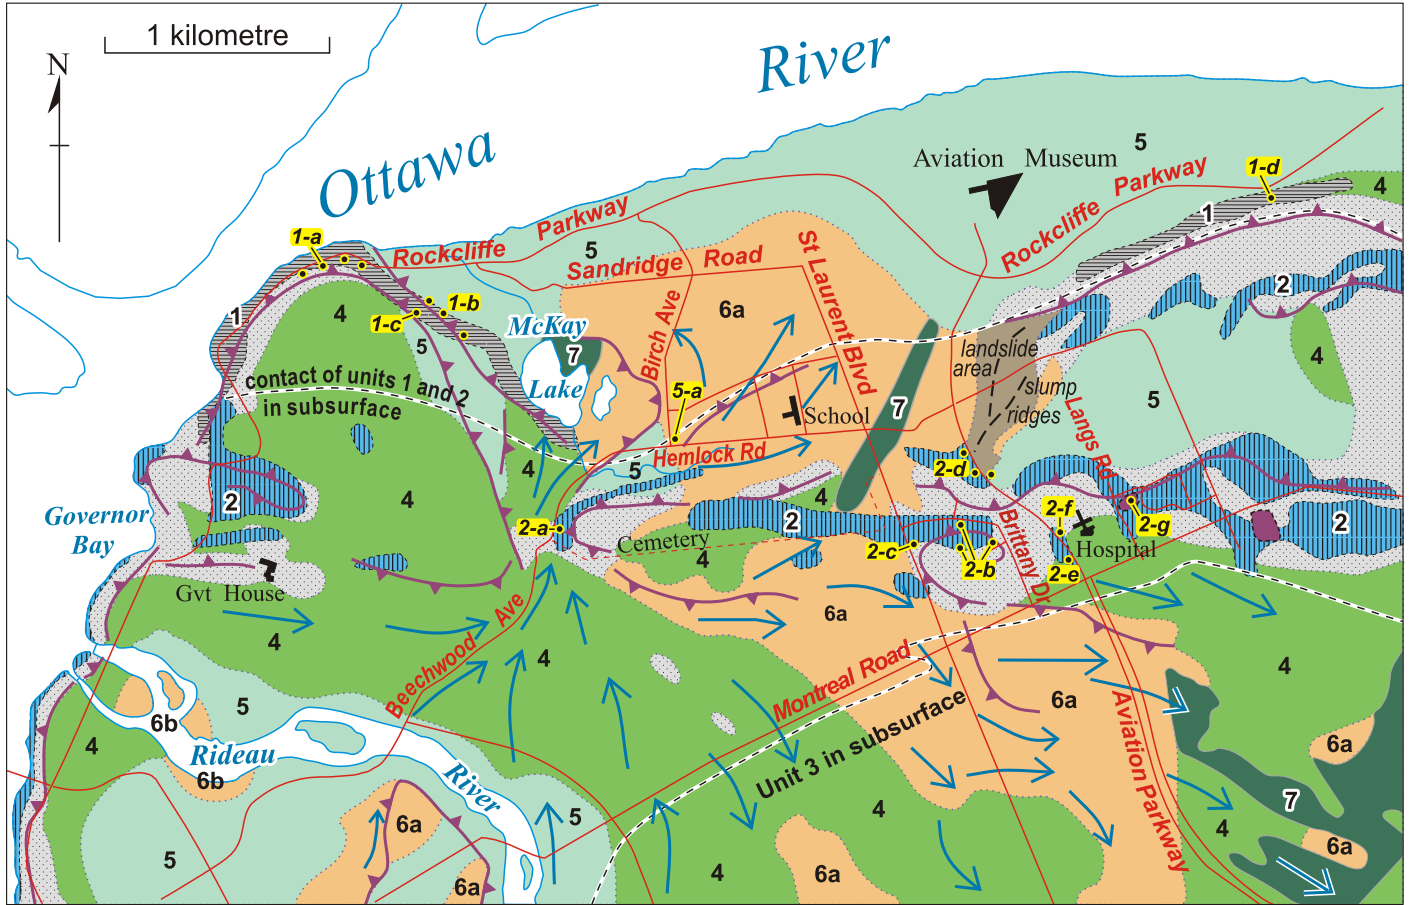 1 kilometre
N
Ottawa
River
Aviation Museum
5
Rockcliffe Parkway
1-d
4
1
2
4
5
1-a
Rockcliffe Parkway
5
Sandridge Road
St Laurent Blvd
6a
Birch Ave
1
4
1-b
1-c
5
McKay
Lake
7
contact of units 1 and 2
in subsurface
5-a
School
7
landslide
area
slump
ridges
Langs Rd
Hemlock Rd
5
4
4
4
2-d
2
Governor
Bay
2-a
Cemetery
4
2
2-c
2-b
Brittany Dr
2-f
Hospital
2-e
2-g
2
Gvt House
4
4
6a
4
Beechwood Ave
Montreal Road
Unit 3 in subsurface
6a
Aviation Parkway
5
6b
Rideau
River
6b
4
5
6a
6a
5
4
4
6a
6a
7
4
6a